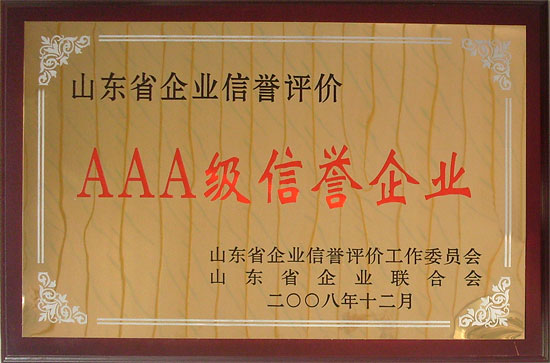 山东省企业信誉评价
AAA级信誉企业
山东省企业信誉评价工作委员会
山东省企业联合会
二〇〇八年十二月